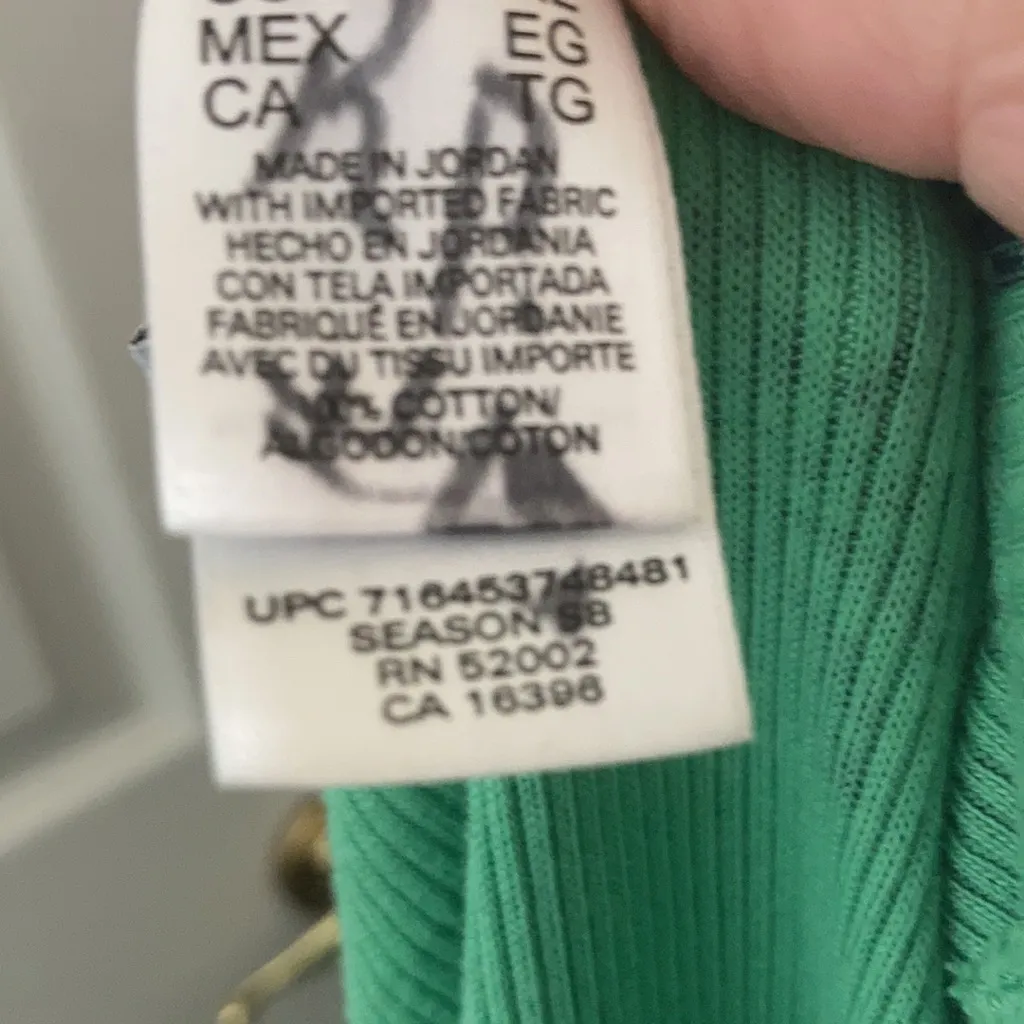 MEX EG
CA TG
MADE IN JORDAN
WITH IMPORTED FABRIC
HECHO EN JORDANIA
CON TELA IMPORTADA
FABRIQUÉ EN JORDANIE
AVEC DU TISSU IMPORTE
COTTON/
ALGODON/COTON
UPC 716453748481
SEASON
RN 52002
CA 16398